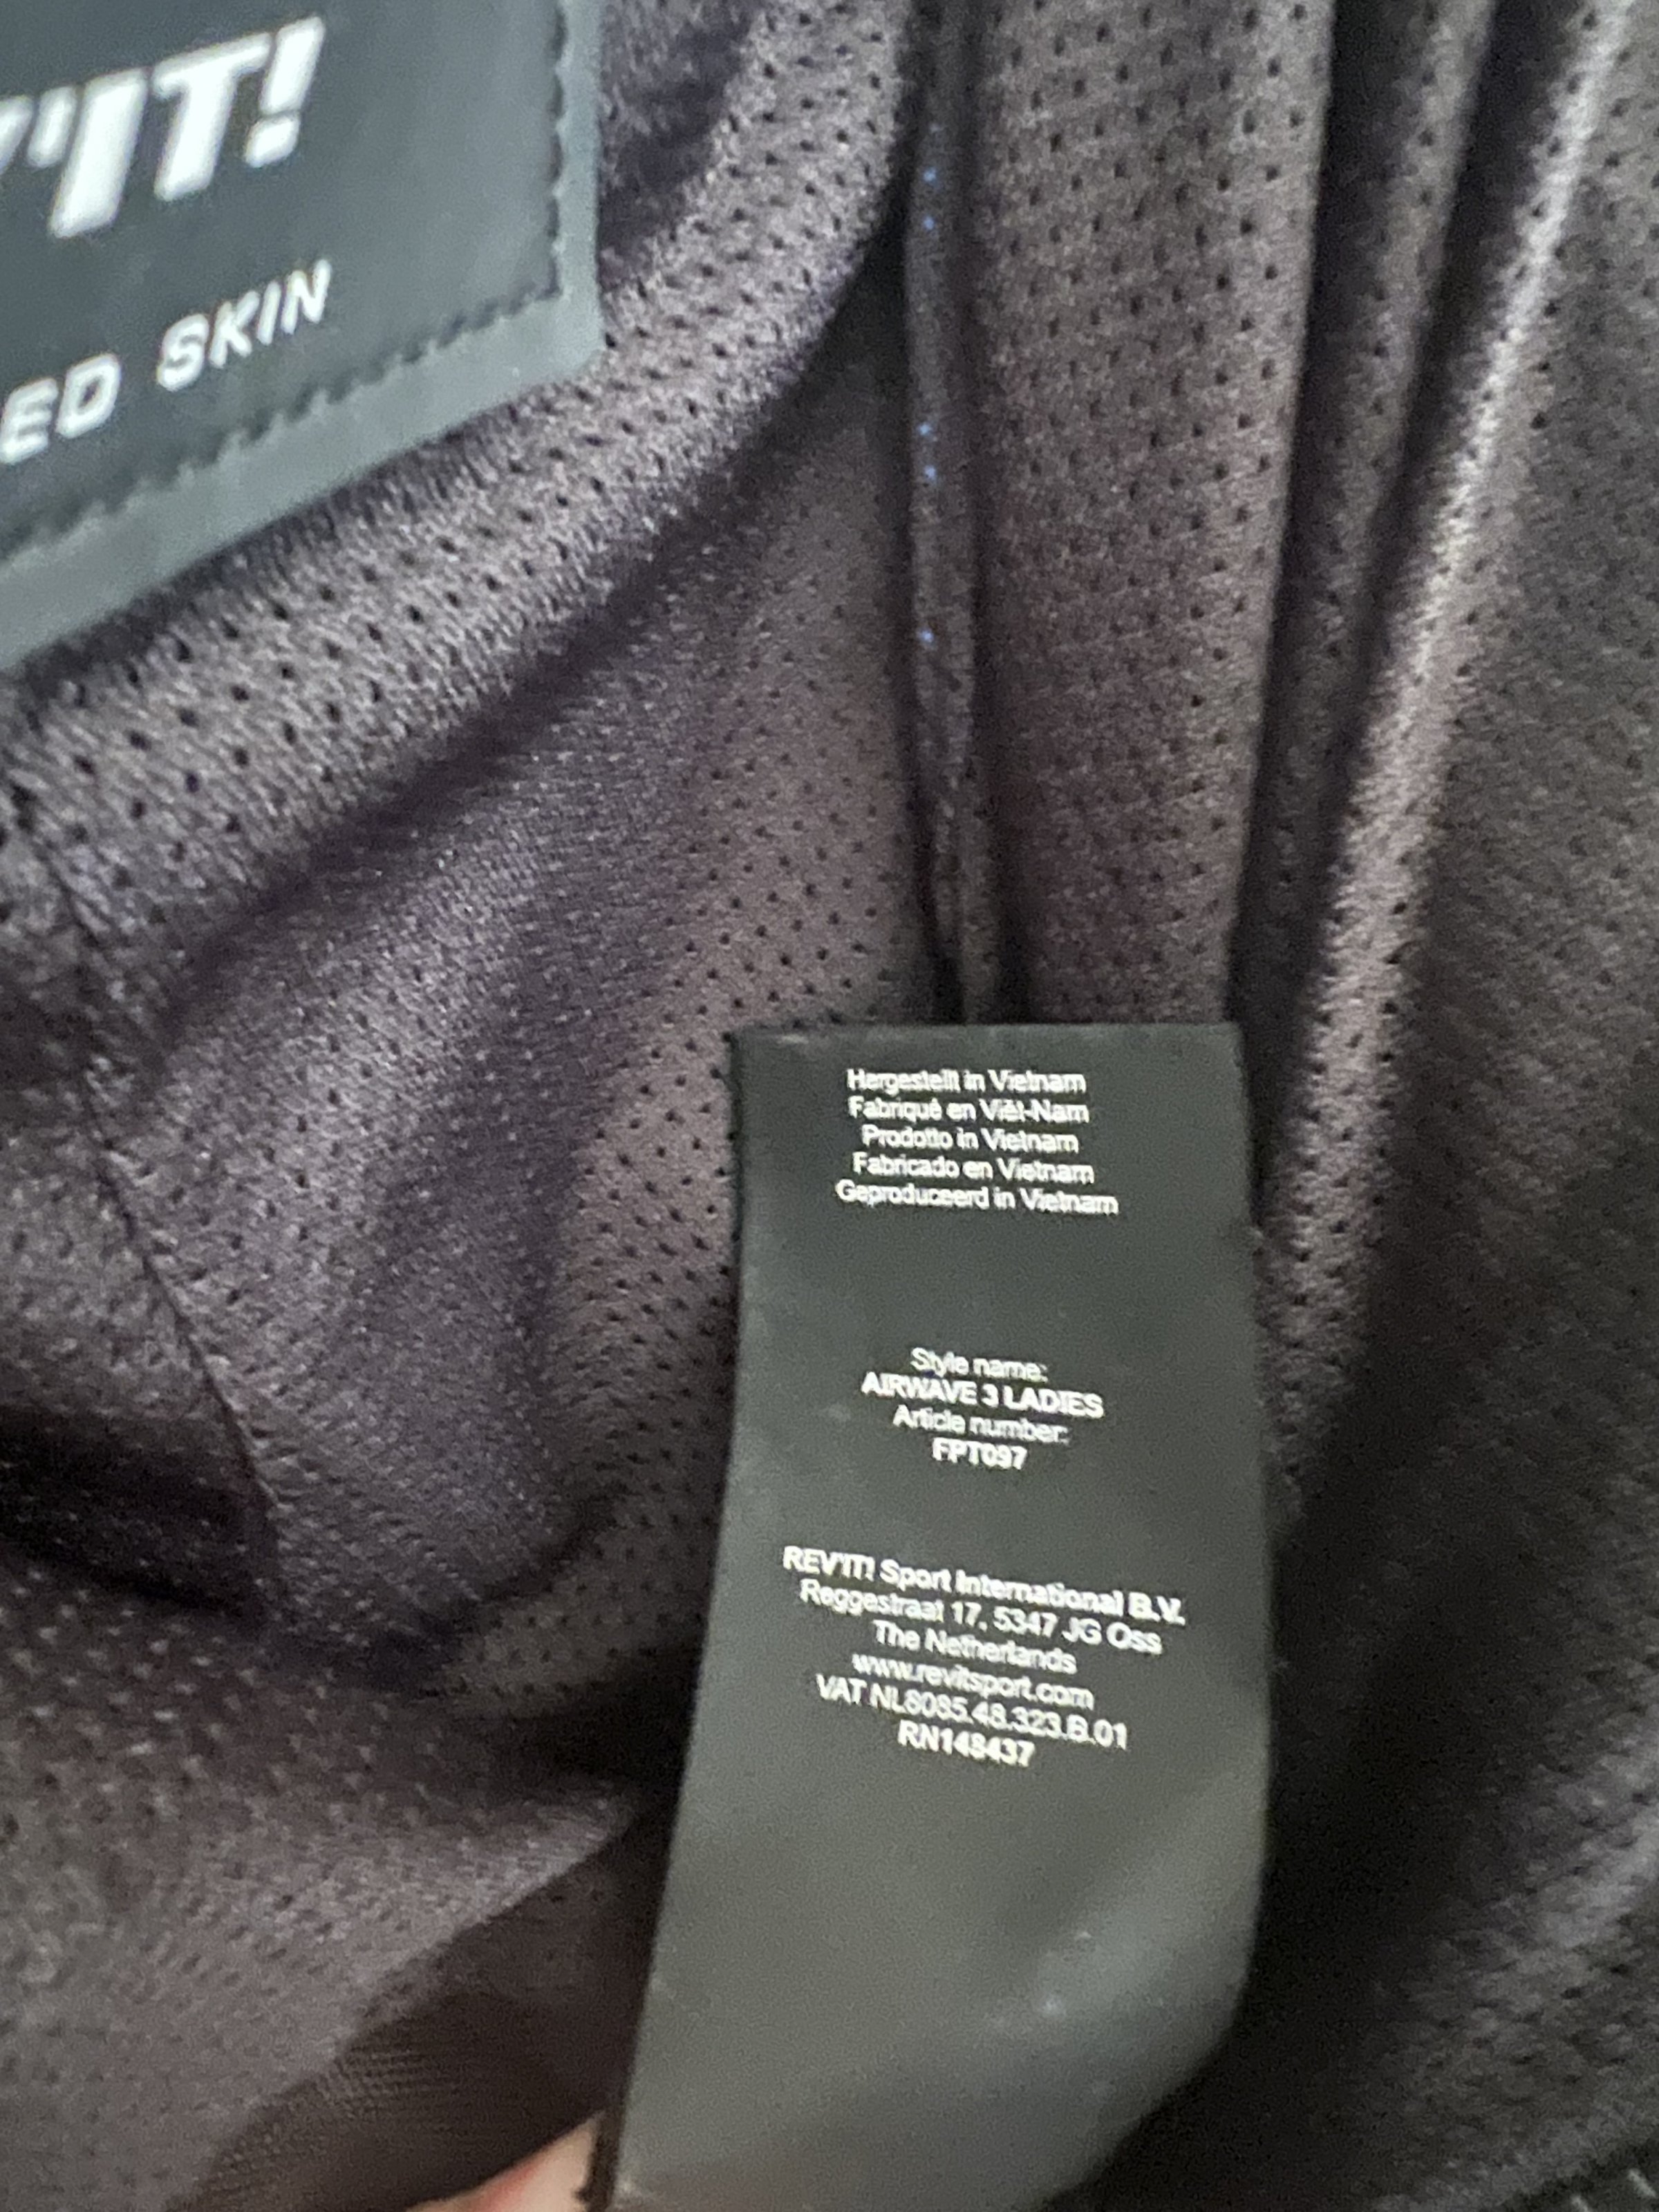 IT!
ED SKIN
Hergestellt in Vietnam
Fabriqué en Viêt-Nam
Prodotto in Vietnam
Fabricado en Vietnam
Geproduceerd in Vietnam
Style name:
AIRWAVE 3 LADIES
Article number:
FPT097
REV'IT! Sport International B.V.
Reggestraat 17, 5347 JG Oss
The Netherlands
www.revitsport.com
VAT NL8085.48.323.B.01
RN148437